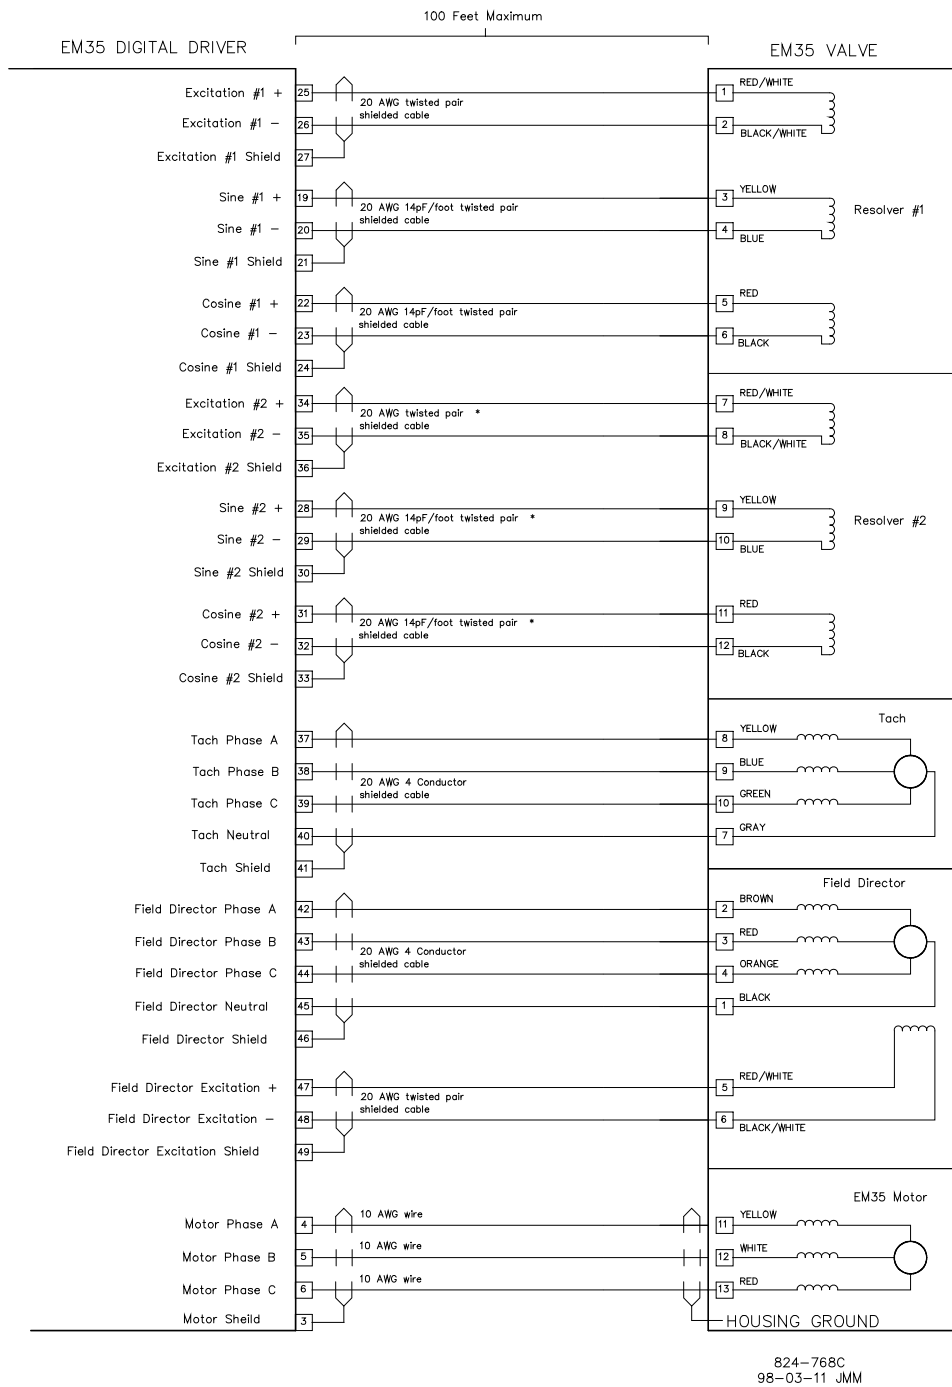 100 Feet Maximum
EM35 DIGITAL DRIVER
EM35 VALVE
Excitation #1 + 25 1 RED/WHITE
20 AWG twisted pair
shielded cable
Excitation #1 − 26 2 BLACK/WHITE
Excitation #1 Shield 27
Sine #1 + 19 3 YELLOW
20 AWG 14pF/foot twisted pair
shielded cable
Resolver #1
Sine #1 − 20 4 BLUE
Sine #1 Shield 21
Cosine #1 + 22 5 RED
20 AWG 14pF/foot twisted pair
shielded cable
Cosine #1 − 23 6 BLACK
Cosine #1 Shield 24
Excitation #2 + 34 7 RED/WHITE
20 AWG twisted pair *
shielded cable
Excitation #2 − 35 8 BLACK/WHITE
Excitation #2 Shield 36
Sine #2 + 28 9 YELLOW
20 AWG 14pF/foot twisted pair *
shielded cable
Resolver #2
Sine #2 − 29 10 BLUE
Sine #2 Shield 30
Cosine #2 + 31 11 RED
20 AWG 14pF/foot twisted pair *
shielded cable
Cosine #2 − 32 12 BLACK
Cosine #2 Shield 33
Tach
Tach Phase A 37 8 YELLOW
Tach Phase B 38 9 BLUE
20 AWG 4 Conductor
shielded cable
Tach Phase C 39 10 GREEN
Tach Neutral 40 7 GRAY
Tach Shield 41
Field Director
Field Director Phase A 42 2 BROWN
Field Director Phase B 43 3 RED
20 AWG 4 Conductor
shielded cable
Field Director Phase C 44 4 ORANGE
Field Director Neutral 45 1 BLACK
Field Director Shield 46
Field Director Excitation + 47 5 RED/WHITE
20 AWG twisted pair
shielded cable
Field Director Excitation − 48 6 BLACK/WHITE
Field Director Excitation Shield 49
EM35 Motor
Motor Phase A 4 10 AWG wire 11 YELLOW
Motor Phase B 5 10 AWG wire 12 WHITE
Motor Phase C 6 10 AWG wire 13 RED
Motor Sheild 3 HOUSING GROUND
824−768C
98−03−11 JMM